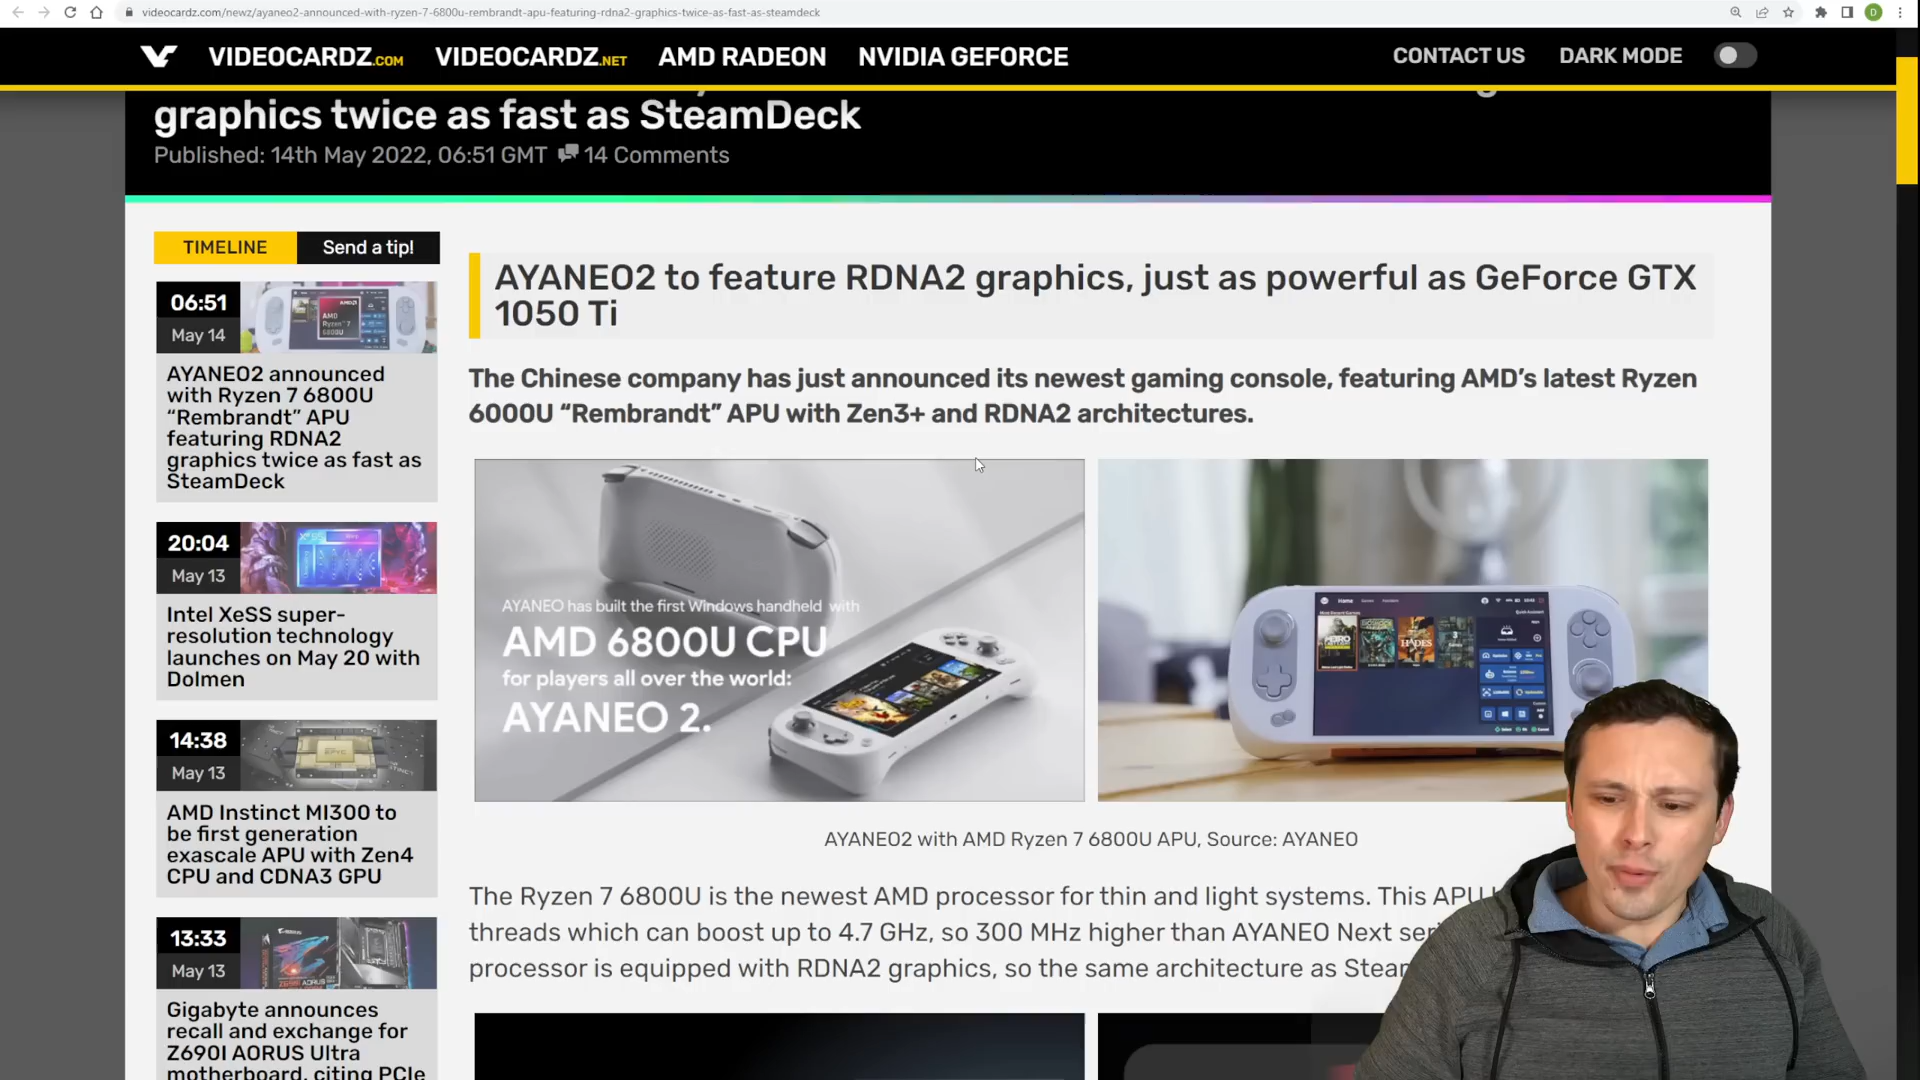 videocardz.com/newz/ayaneo2-announced-with-ryzen-7-6800u-rembrandt-apu-featuring-rdna2-graphics-twice-as-fast-as-steamdeck
D
VIDEOCARDZ.COM VIDEOCARDZ.NET AMD RADEON NVIDIA GEFORCE CONTACT US DARK MODE
graphics twice as fast as SteamDeck
Published: 14th May 2022, 06:51 GMT 14 Comments
TIMELINE Send a tip!
06:51
May 14
AMD
Ryzen 7
6800U
AYANEO2 announced
with Ryzen 7 6800U
“Rembrandt” APU
featuring RDNA2
graphics twice as fast as
SteamDeck
20:04
May 13
Intel XeSS super-
resolution technology
launches on May 20 with
Dolmen
14:38
May 13
AMD Instinct MI300 to
be first generation
exascale APU with Zen4
CPU and CDNA3 GPU
13:33
May 13
Gigabyte announces
recall and exchange for
Z690I AORUS Ultra
motherboard, citing PCIe
AYANEO2 to feature RDNA2 graphics, just as powerful as GeForce GTX
1050 Ti
The Chinese company has just announced its newest gaming console, featuring AMD’s latest Ryzen
6000U “Rembrandt” APU with Zen3+ and RDNA2 architectures.
AYANEO has built the first Windows handheld with
AMD 6800U CPU
for players all over the world:
AYANEO 2.
Home
METRO
HADES
AYANEO2 with AMD Ryzen 7 6800U APU, Source: AYANEO
The Ryzen 7 6800U is the newest AMD processor for thin and light systems. This APU
threads which can boost up to 4.7 GHz, so 300 MHz higher than AYANEO Next
processor is equipped with RDNA2 graphics, so the same architecture as